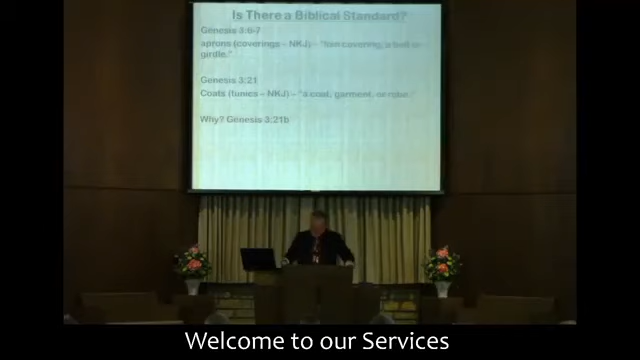 Is There a Biblical Standard?
Genesis 3:6-7
aprons (coverings – NKJ) – "loin covering, a belt or
girdle."
Genesis 3:21
Coats (tunics – NKJ) – "a coat, garment, or robe."
Why? Genesis 3:21b
Welcome to our Services